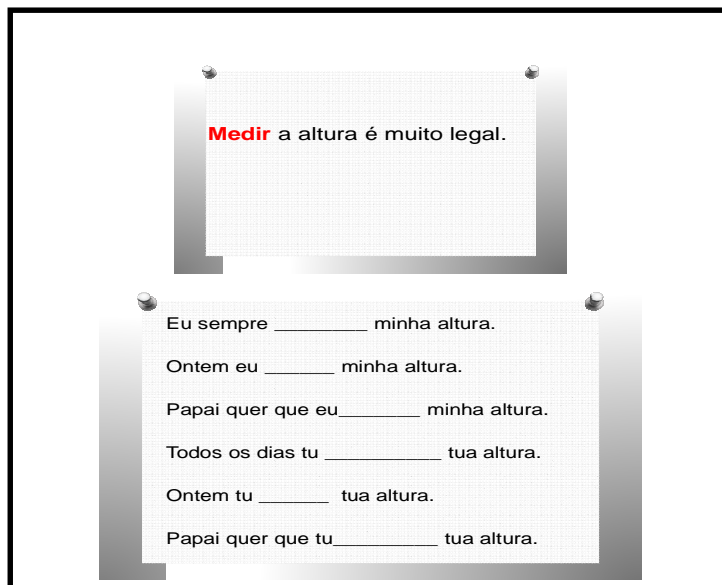 Medir a altura é muito legal.
Eu sempre ________ minha altura.
Ontem eu ______ minha altura.
Papai quer que eu_______ minha altura.
Todos os dias tu __________ tua altura.
Ontem tu ______ tua altura.
Papai quer que tu_________ tua altura.